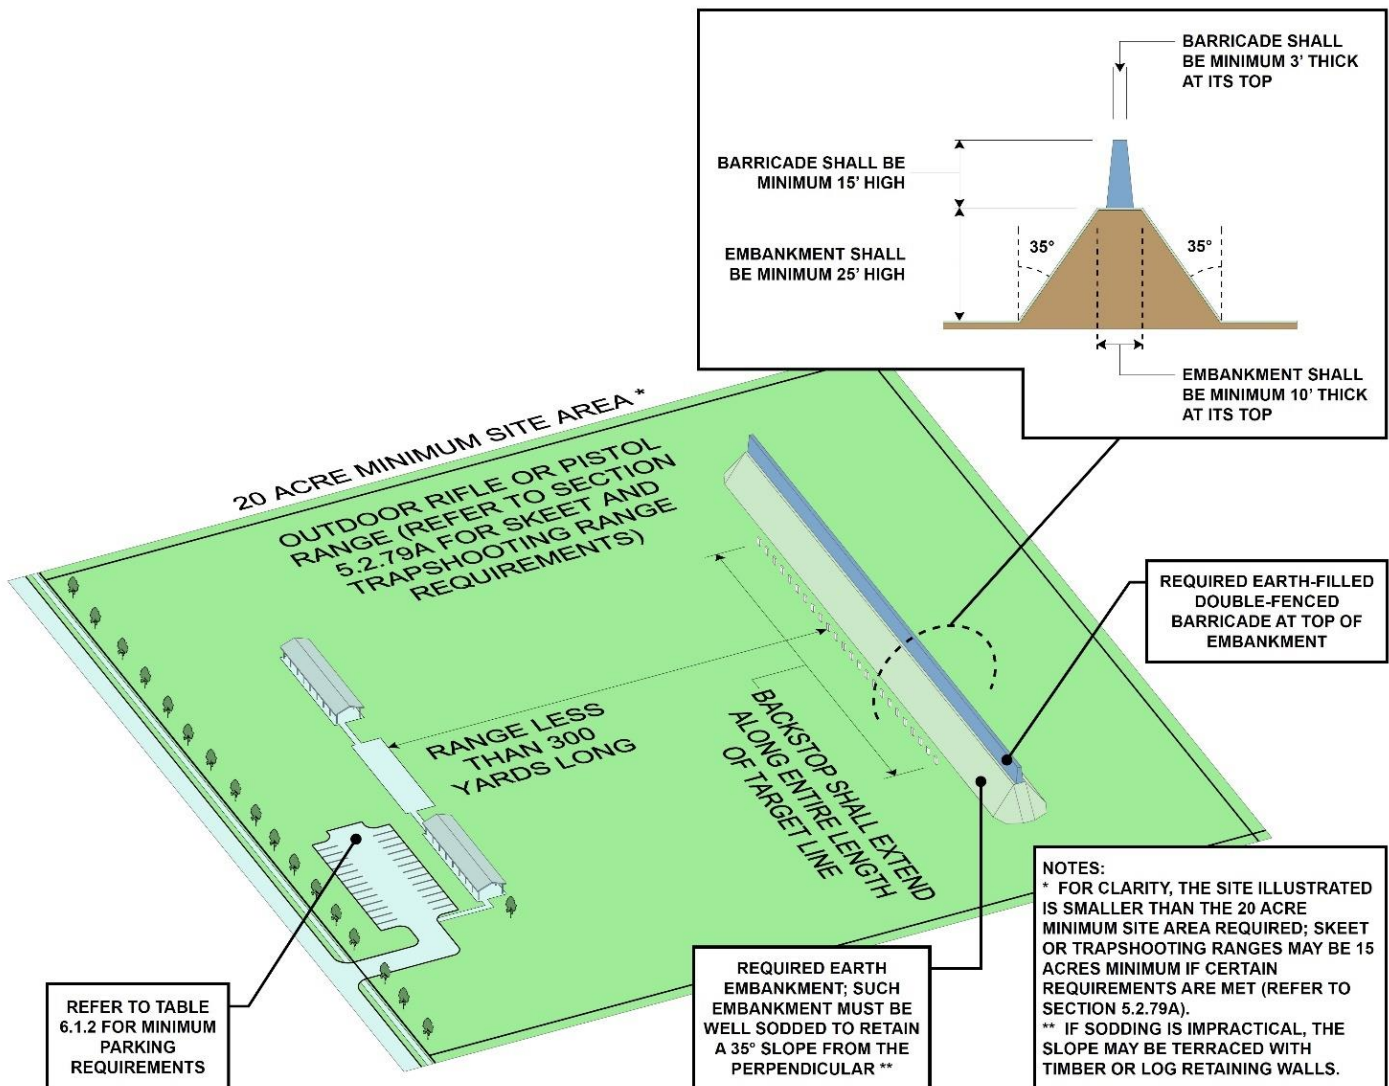 BARRICADE SHALL
BE MINIMUM 3' THICK
AT ITS TOP
BARRICADE SHALL BE
MINIMUM 15' HIGH
EMBANKMENT SHALL
BE MINIMUM 25' HIGH
35°
35°
EMBANKMENT SHALL
BE MINIMUM 10' THICK
AT ITS TOP
20 ACRE MINIMUM SITE AREA *
OUTDOOR RIFLE OR PISTOL
RANGE (REFER TO SECTION
5.2.79A FOR SKEET AND
TRAPSHOOTING RANGE
REQUIREMENTS)
REQUIRED EARTH-FILLED
DOUBLE-FENCED
BARRICADE AT TOP OF
EMBANKMENT
RANGE LESS
THAN 300
YARDS LONG
BACKSTOP SHALL EXTEND
ALONG ENTIRE LENGTH
OF TARGET LINE
REFER TO TABLE
6.1.2 FOR MINIMUM
PARKING
REQUIREMENTS
REQUIRED EARTH
EMBANKMENT; SUCH
EMBANKMENT MUST BE
WELL SODDED TO RETAIN
A 35° SLOPE FROM THE
PERPENDICULAR **
NOTES:
* FOR CLARITY, THE SITE ILLUSTRATED
IS SMALLER THAN THE 20 ACRE
MINIMUM SITE AREA REQUIRED; SKEET
OR TRAPSHOOTING RANGES MAY BE 15
ACRES MINIMUM IF CERTAIN
REQUIREMENTS ARE MET (REFER TO
SECTION 5.2.79A).
** IF SODDING IS IMPRACTICAL, THE
SLOPE MAY BE TERRACED WITH
TIMBER OR LOG RETAINING WALLS.